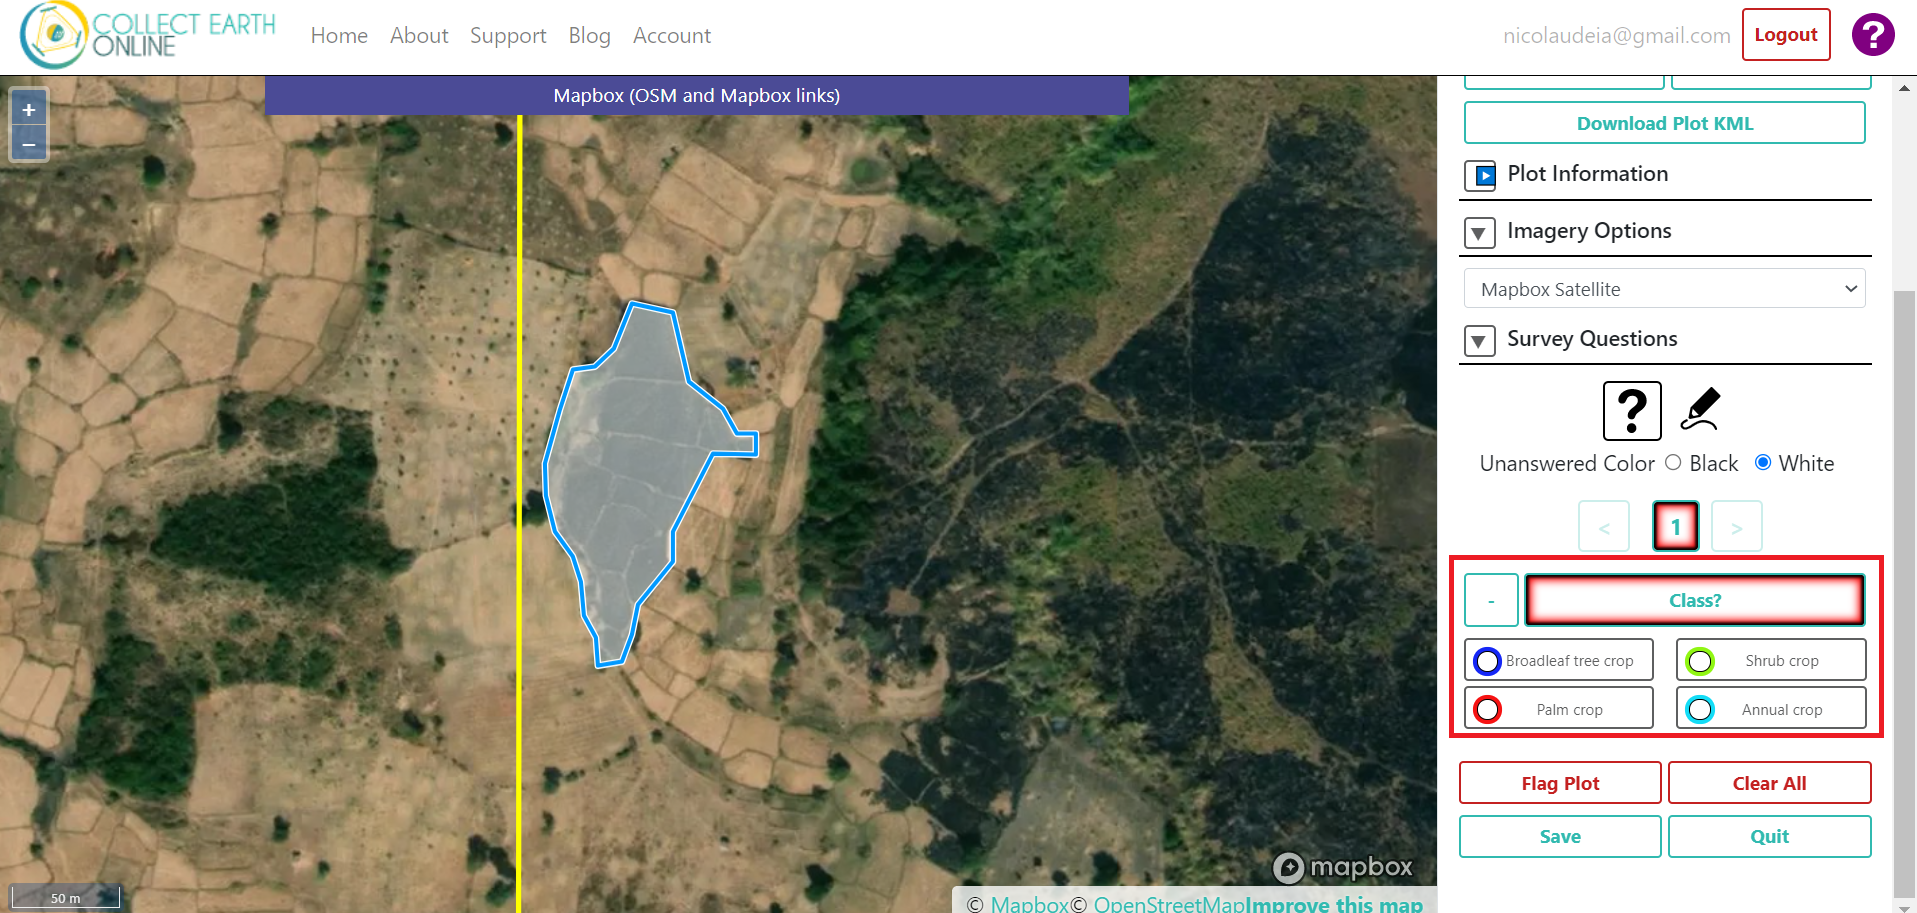 COLLECT EARTH
ONLINE
Home About Support Blog Account
nicolaudeia@gmail.com
Logout
?
Mapbox (OSM and Mapbox links)
+
−
Download Plot KML
Plot Information
Imagery Options
Mapbox Satellite
Survey Questions
?
Unanswered Color Black White
< 1 >
- Class?
Broadleaf tree crop Shrub crop
Palm crop Annual crop
Flag Plot Clear All
Save Quit
mapbox
50 m
© Mapbox© OpenStreetMapImprove this map